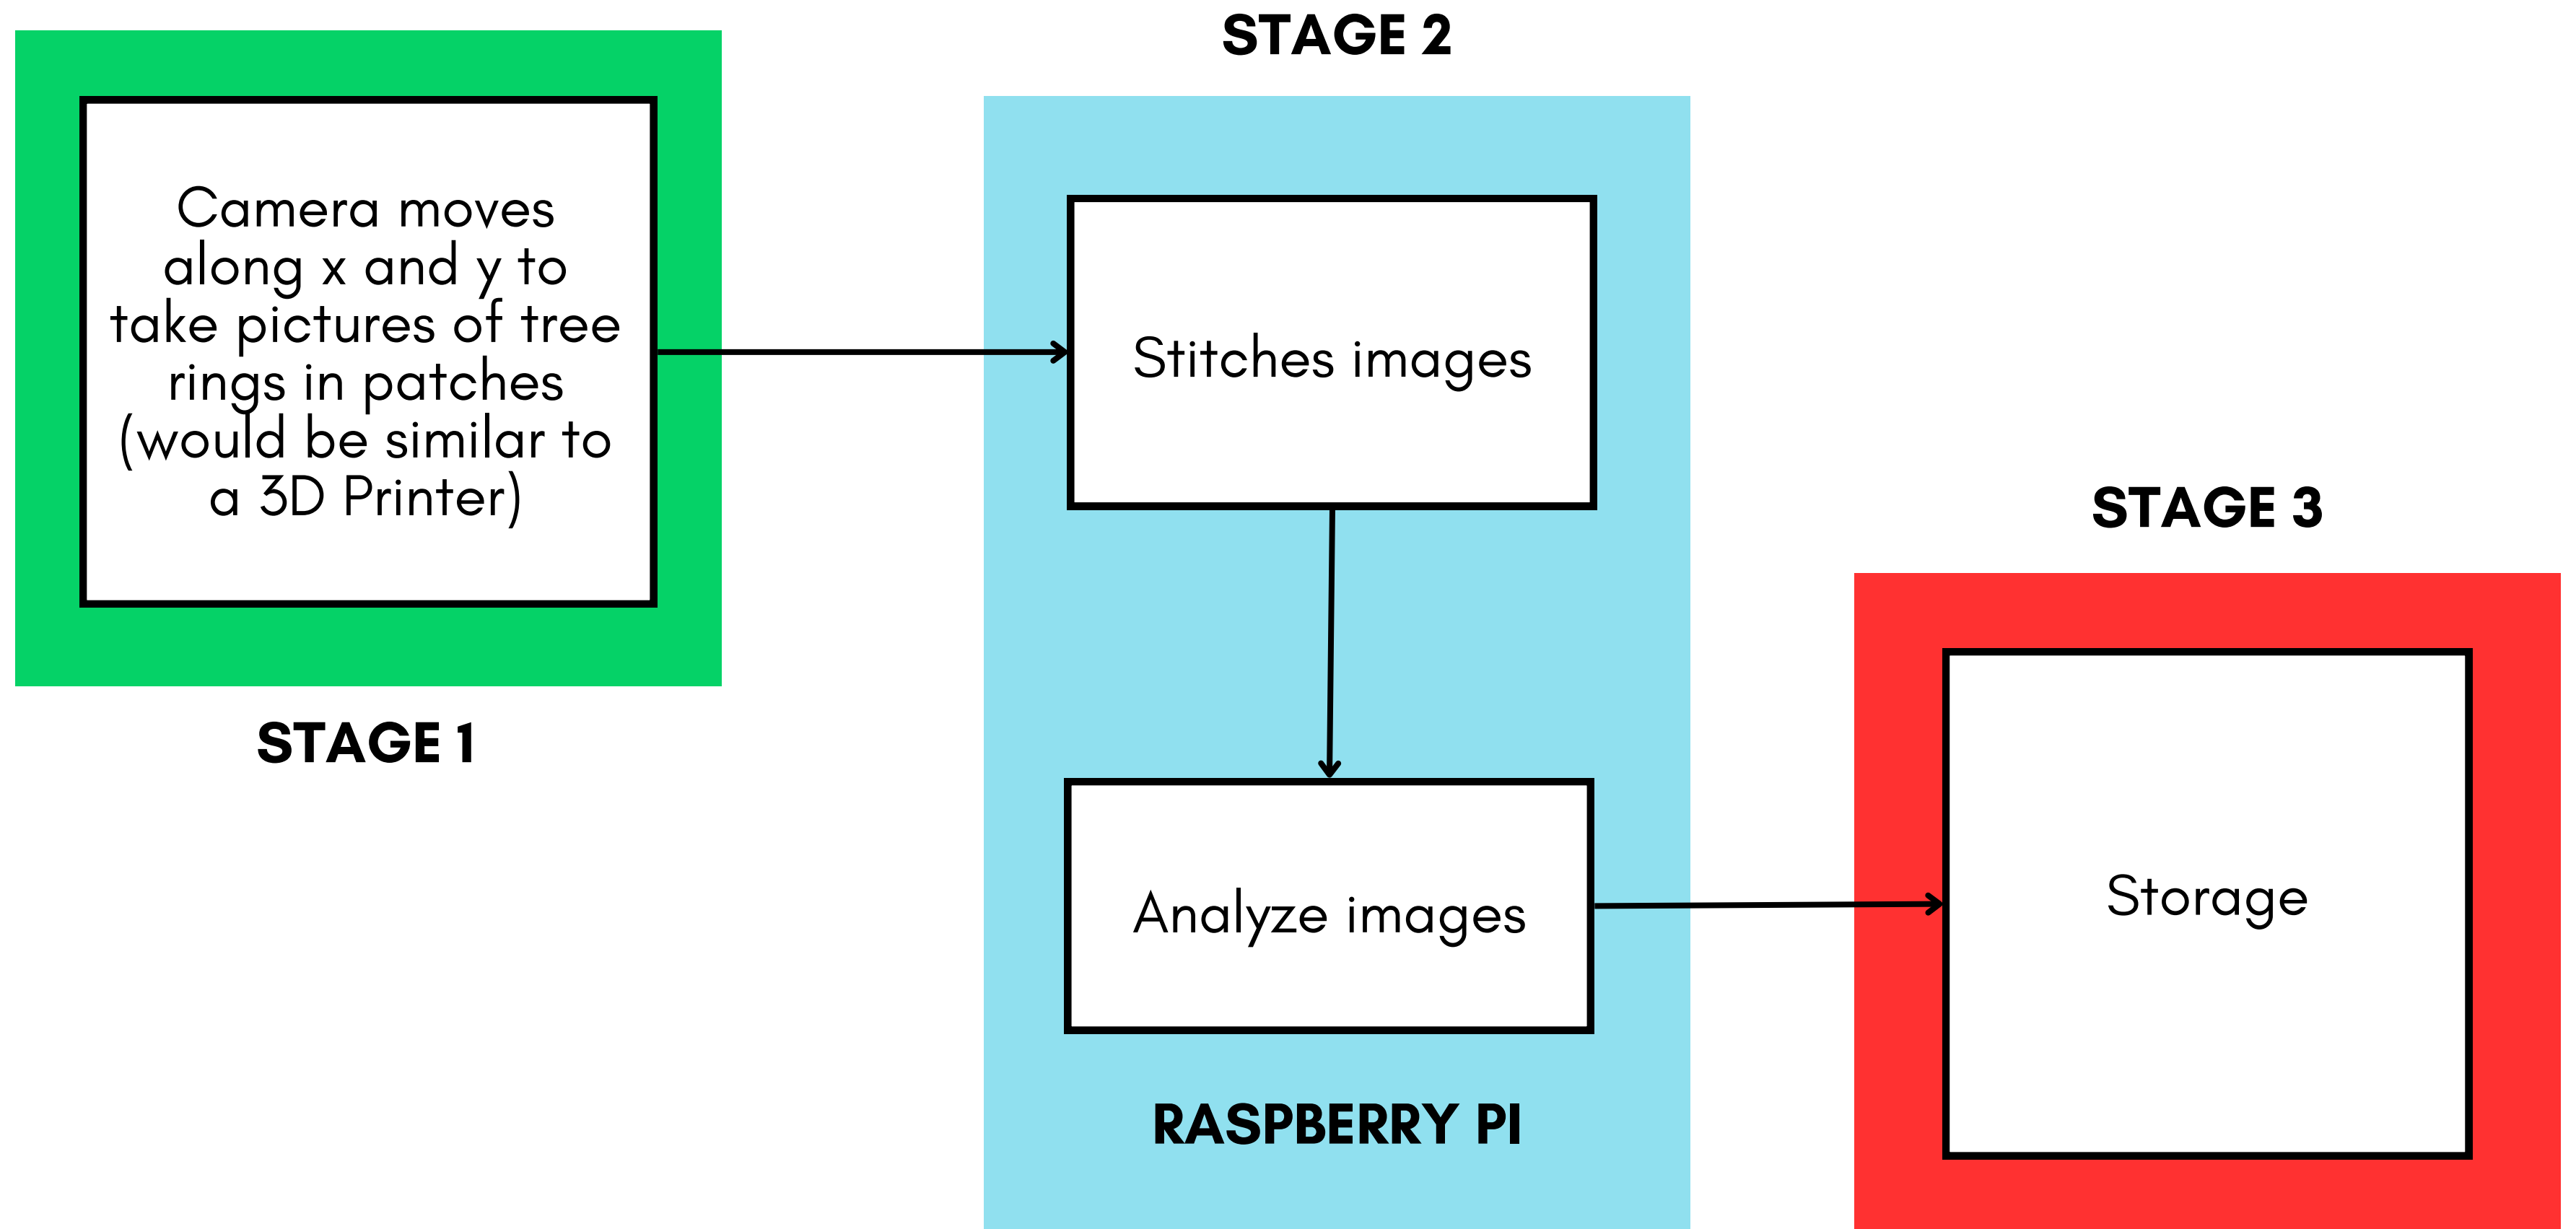 Camera moves
along x and y to
take pictures of tree
rings in patches
(would be similar to
a 3D Printer)
STAGE 1
STAGE 2
Stitches images
Analyze images
RASPBERRY PI
STAGE 3
Storage